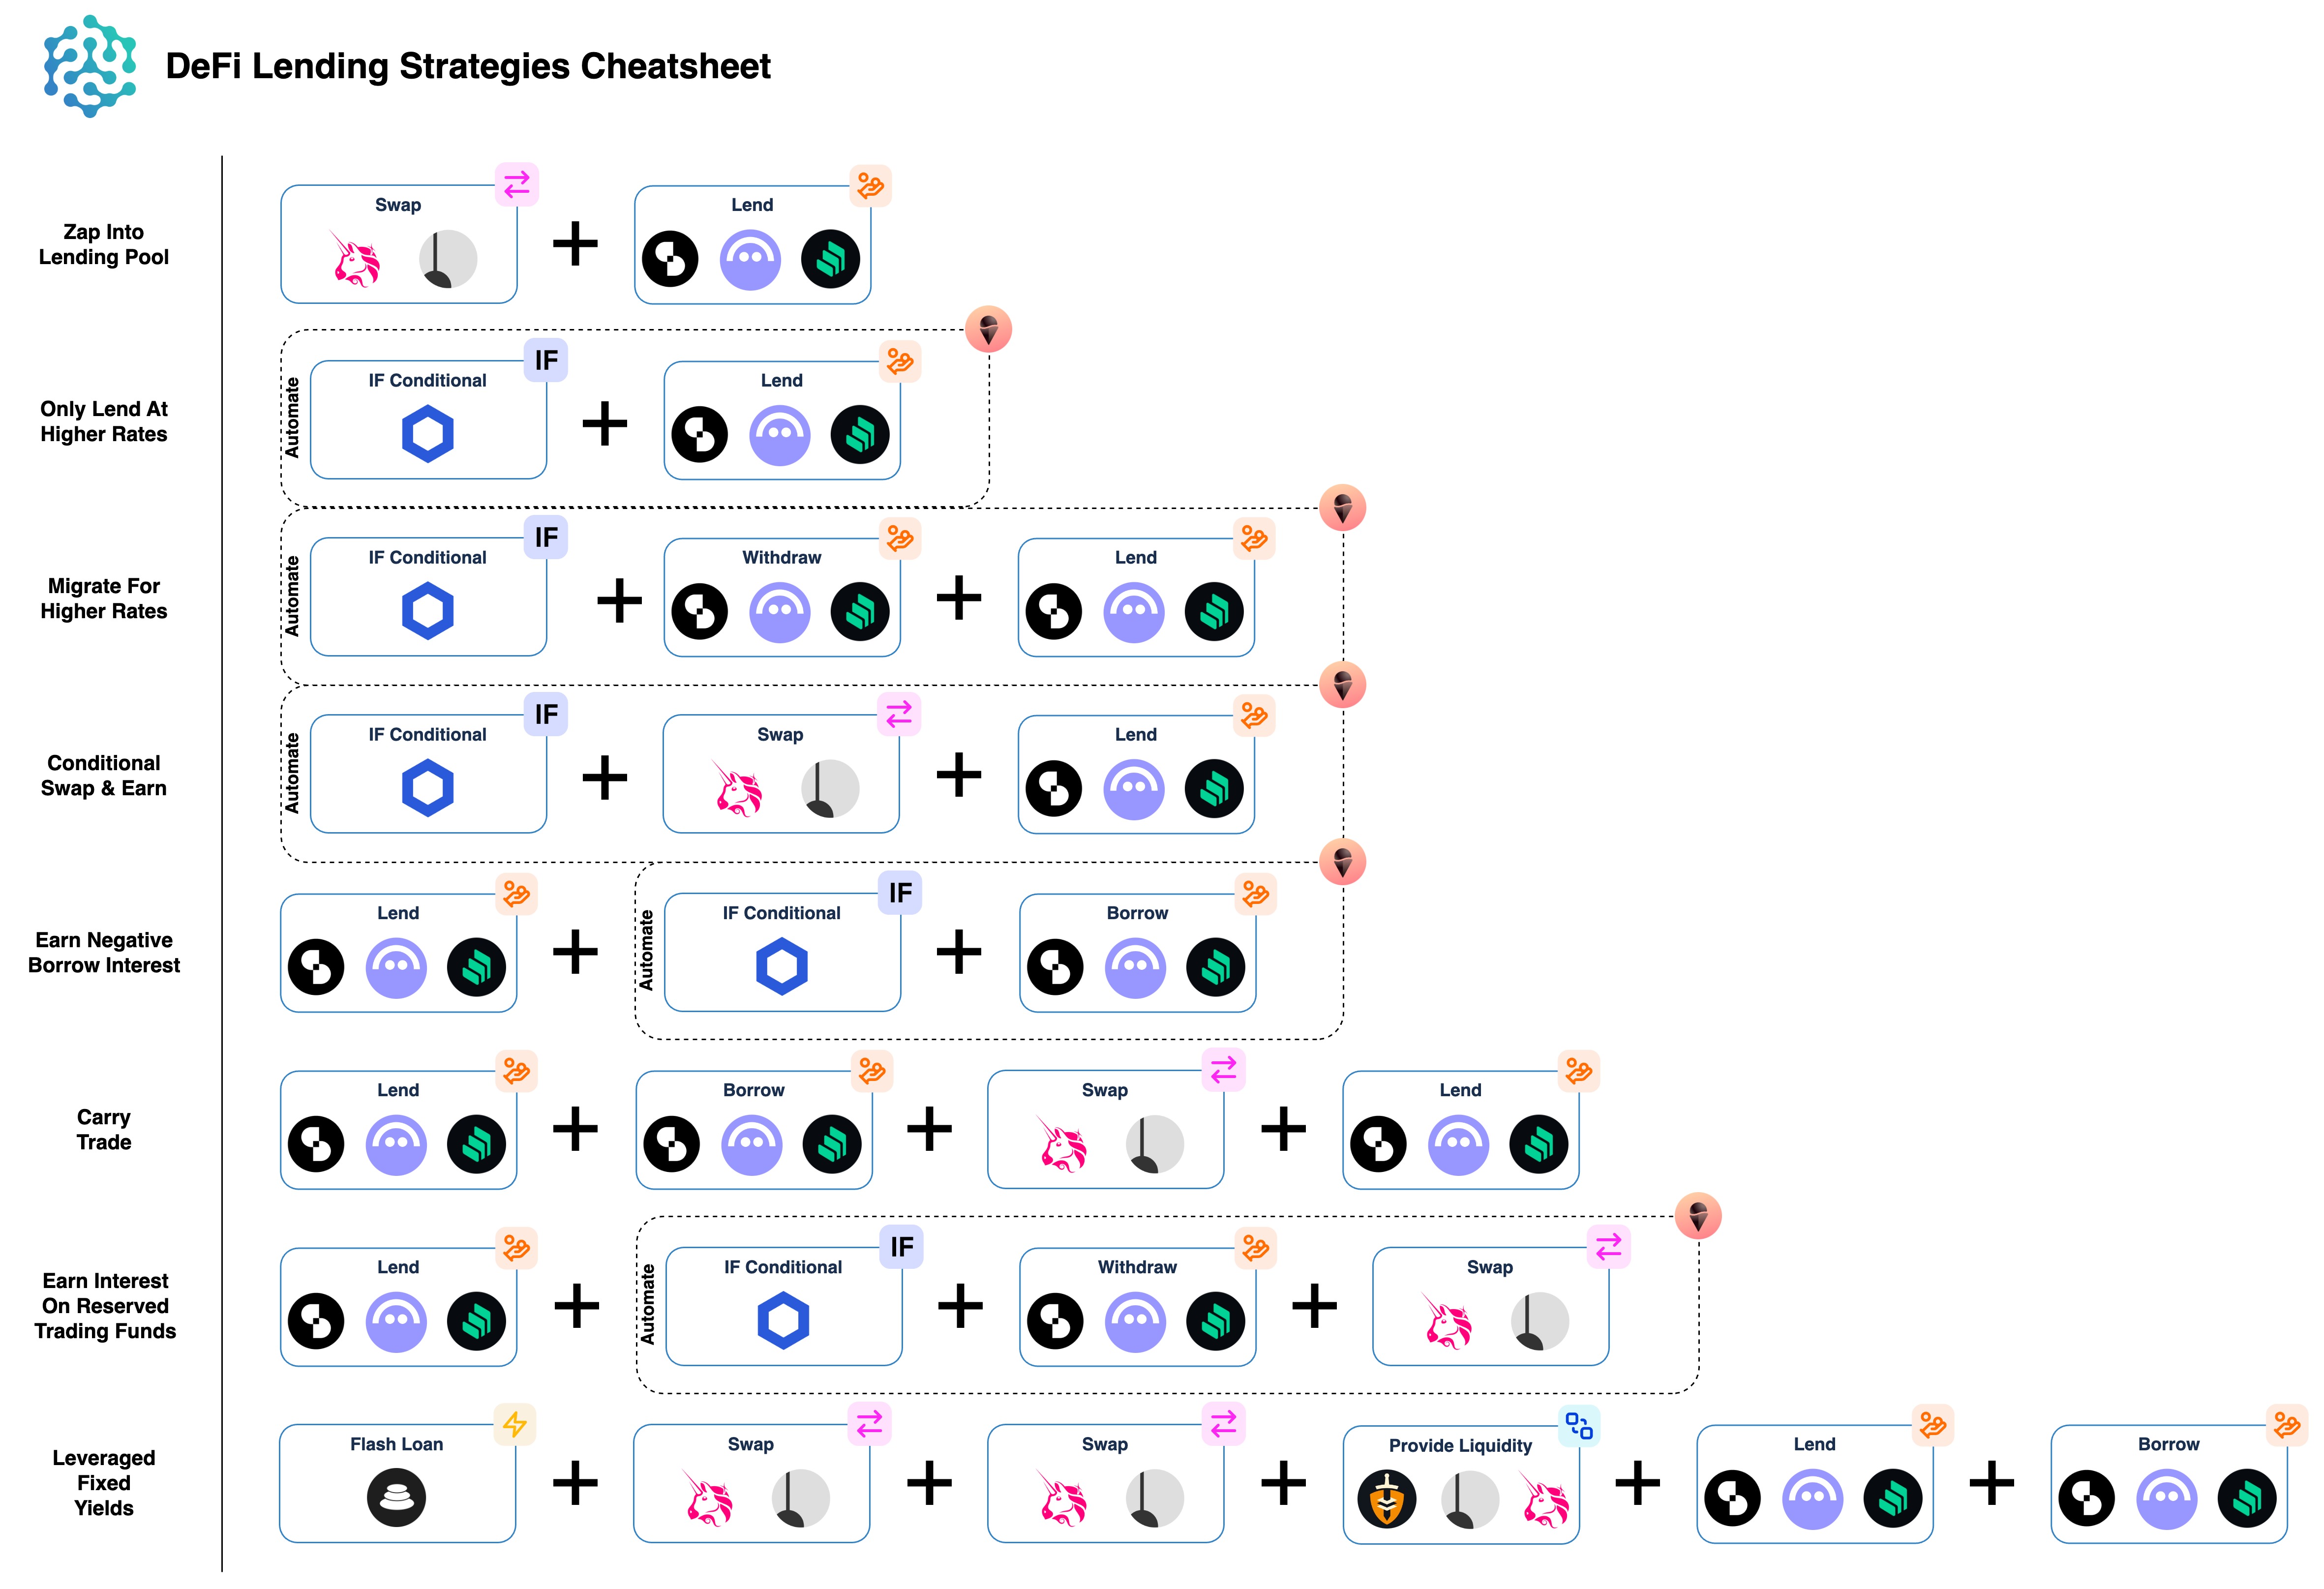 DeFi Lending Strategies Cheatsheet
Zap Into
Lending Pool
Swap
Lend
Only Lend At
Higher Rates
Automate
IF Conditional
IF
Lend
Migrate For
Higher Rates
Automate
IF Conditional
IF
Withdraw
Lend
Conditional
Swap & Earn
Automate
IF Conditional
IF
Swap
Lend
Earn Negative
Borrow Interest
Lend
Automate
IF Conditional
IF
Borrow
Carry
Trade
Lend
Borrow
Swap
Lend
Earn Interest
On Reserved
Trading Funds
Lend
Automate
IF Conditional
IF
Withdraw
Swap
Leveraged
Fixed
Yields
Flash Loan
Swap
Swap
Provide Liquidity
Lend
Borrow